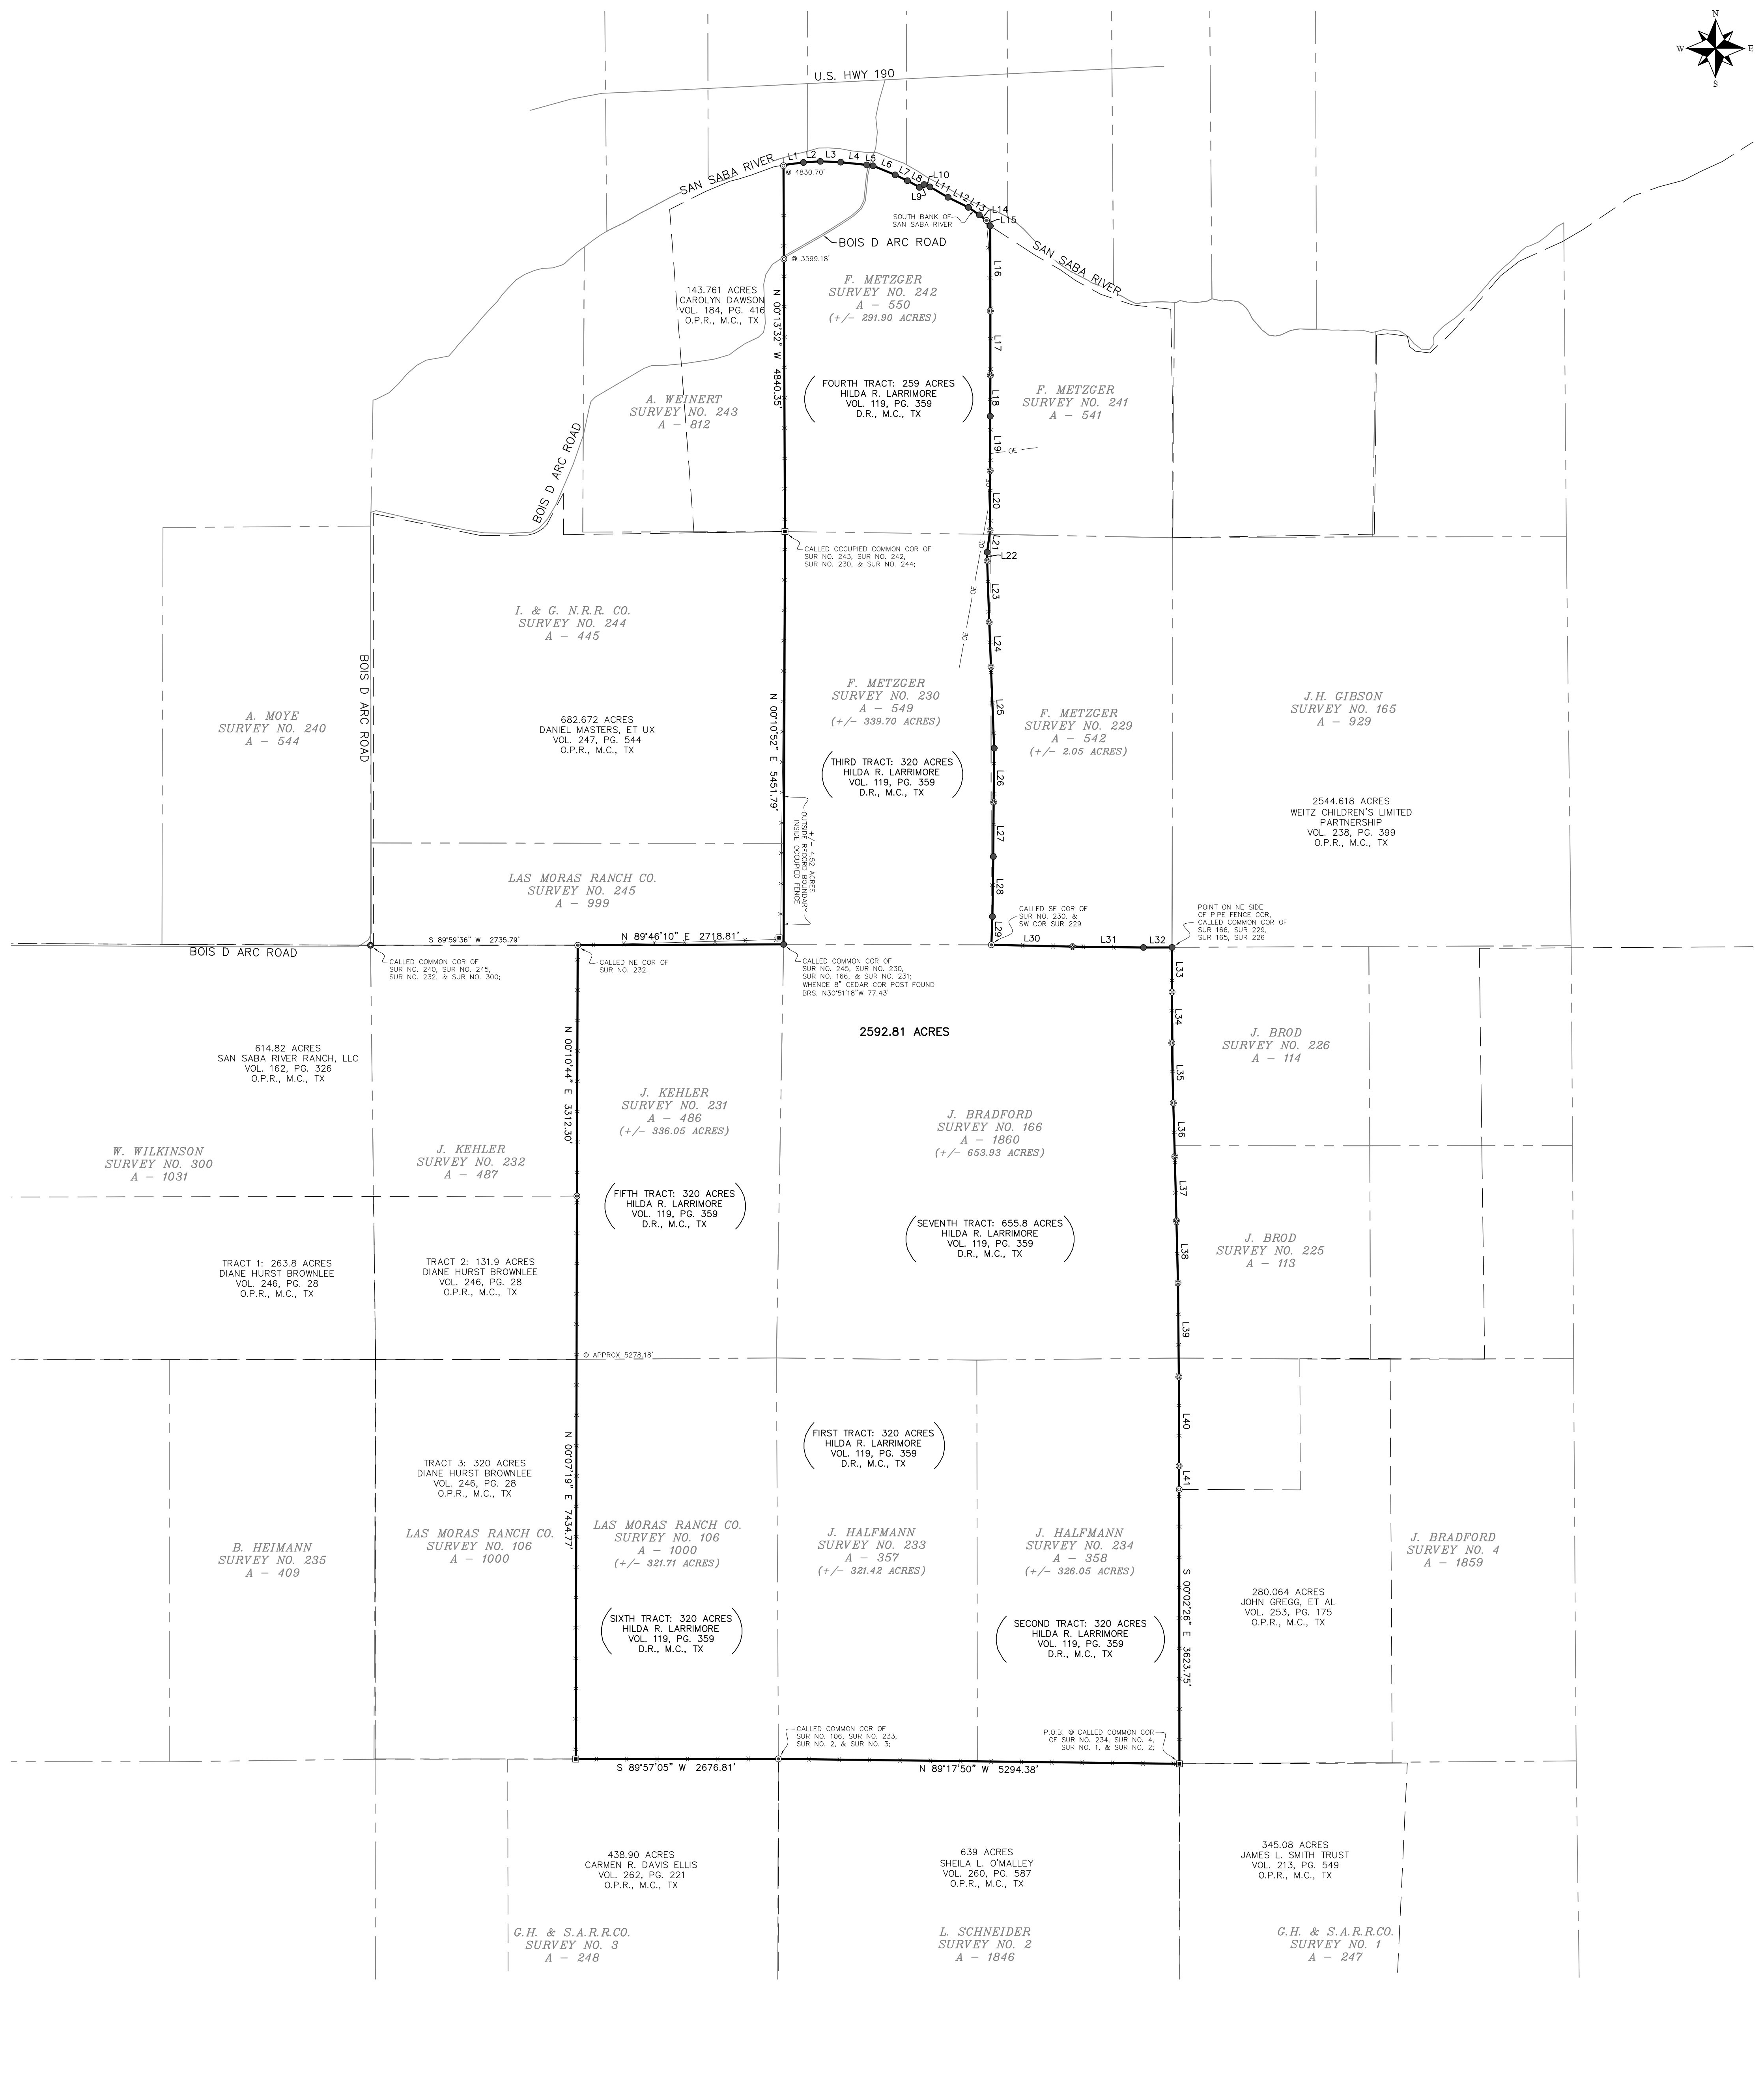 N
W E
S
U.S. HWY 190
SAN SABA RIVER
L1 L2 L3 L4 L5 L6 L7 L8 L9 L10 L11 L12 L13 L14 L15
@ 4830.70'
SOUTH BANK OF
SAN SABA RIVER
BOIS D ARC ROAD
SAN SABA RIVER
@ 3599.18'
L16
F. METZGER
SURVEY NO. 242
A - 550
(+/- 291.90 ACRES)
143.761 ACRES
CAROLYN DAWSON
VOL. 184, PG. 416
O.P.R., M.C., TX
N 00°13'32" W 4840.35'
L17
FOURTH TRACT: 259 ACRES
HILDA R. LARRIMORE
VOL. 119, PG. 359
D.R., M.C., TX
F. METZGER
SURVEY NO. 241
A - 541
A. WEINERT
SURVEY NO. 243
A - 812
L18
L19
OE
BOIS D ARC ROAD
OE
L20
OE
L21
L22
CALLED OCCUPIED COMMON COR OF
SUR NO. 243, SUR NO. 242,
SUR NO. 230, & SUR NO. 244;
OE
L23
OE
L24
I. & G. N.R.R. CO.
SURVEY NO. 244
A - 445
BOIS D ARC ROAD
F. METZGER
SURVEY NO. 230
A - 549
(+/- 339.70 ACRES)
J.H. GIBSON
SURVEY NO. 165
A - 929
A. MOYE
SURVEY NO. 240
A - 544
682.672 ACRES
DANIEL MASTERS, ET UX
VOL. 247, PG. 544
O.P.R., M.C., TX
N 00°10'52" E 5451.79'
L25
F. METZGER
SURVEY NO. 229
A - 542
(+/- 2.05 ACRES)
THIRD TRACT: 320 ACRES
HILDA R. LARRIMORE
VOL. 119, PG. 359
D.R., M.C., TX
L26
2544.618 ACRES
WEITZ CHILDREN'S LIMITED
PARTNERSHIP
VOL. 238, PG. 399
O.P.R., M.C., TX
+/- 4.52 ACRES
OUTSIDE RECORD BOUNDARY
INSIDE OCCUPIED FENCE
L27
L28
LAS MORAS RANCH CO.
SURVEY NO. 245
A - 999
CALLED SE COR OF
SUR NO. 230. &
SW COR SUR 229
POINT ON NE SIDE
OF PIPE FENCE COR,
CALLED COMMON COR OF
SUR 166, SUR 229,
SUR 165, SUR 226
L29
L30 L31 L32
S 89°59'36" W 2735.79'
N 89°46'10" E 2718.81'
BOIS D ARC ROAD
CALLED COMMON COR OF
SUR NO. 240, SUR NO. 245,
SUR NO. 232, & SUR NO. 300;
CALLED NE COR OF
SUR NO. 232.
CALLED COMMON COR OF
SUR NO. 245, SUR NO. 230,
SUR NO. 166, & SUR NO. 231;
WHENCE 8" CEDAR COR POST FOUND
BRS. N30°51'18"W 77.43'
L33
L34
2592.81 ACRES
614.82 ACRES
SAN SABA RIVER RANCH, LLC
VOL. 162, PG. 326
O.P.R., M.C., TX
N 00°10'44" E 3312.30'
J. BROD
SURVEY NO. 226
A - 114
L35
J. KEHLER
SURVEY NO. 231
A - 486
(+/- 336.05 ACRES)
J. BRADFORD
SURVEY NO. 166
A - 1860
(+/- 653.93 ACRES)
L36
W. WILKINSON
SURVEY NO. 300
A - 1031
J. KEHLER
SURVEY NO. 232
A - 487
L37
FIFTH TRACT: 320 ACRES
HILDA R. LARRIMORE
VOL. 119, PG. 359
D.R., M.C., TX
SEVENTH TRACT: 655.8 ACRES
HILDA R. LARRIMORE
VOL. 119, PG. 359
D.R., M.C., TX
L38
J. BROD
SURVEY NO. 225
A - 113
TRACT 1: 263.8 ACRES
DIANE HURST BROWNLEE
VOL. 246, PG. 28
O.P.R., M.C., TX
TRACT 2: 131.9 ACRES
DIANE HURST BROWNLEE
VOL. 246, PG. 28
O.P.R., M.C., TX
L39
@ APPROX 5278.18'
L40
FIRST TRACT: 320 ACRES
HILDA R. LARRIMORE
VOL. 119, PG. 359
D.R., M.C., TX
L41
TRACT 3: 320 ACRES
DIANE HURST BROWNLEE
VOL. 246, PG. 28
O.P.R., M.C., TX
N 00°07'19" E 7434.77'
B. HEIMANN
SURVEY NO. 235
A - 409
LAS MORAS RANCH CO.
SURVEY NO. 106
A - 1000
LAS MORAS RANCH CO.
SURVEY NO. 106
A - 1000
(+/- 321.71 ACRES)
J. HALFMANN
SURVEY NO. 233
A - 357
(+/- 321.42 ACRES)
J. HALFMANN
SURVEY NO. 234
A - 358
(+/- 326.05 ACRES)
J. BRADFORD
SURVEY NO. 4
A - 1859
S 00°02'26" E 3623.75'
280.064 ACRES
JOHN GREGG, ET AL
VOL. 253, PG. 175
O.P.R., M.C., TX
SIXTH TRACT: 320 ACRES
HILDA R. LARRIMORE
VOL. 119, PG. 359
D.R., M.C., TX
SECOND TRACT: 320 ACRES
HILDA R. LARRIMORE
VOL. 119, PG. 359
D.R., M.C., TX
CALLED COMMON COR OF
SUR NO. 106, SUR NO. 233,
SUR NO. 2, & SUR NO. 3;
P.O.B. @ CALLED COMMON COR
OF SUR NO. 234, SUR NO. 4,
SUR NO. 1, & SUR NO. 2;
S 89°57'05" W 2676.81'
N 89°17'50" W 5294.38'
438.90 ACRES
CARMEN R. DAVIS ELLIS
VOL. 262, PG. 221
O.P.R., M.C., TX
639 ACRES
SHEILA L. O'MALLEY
VOL. 260, PG. 587
O.P.R., M.C., TX
345.08 ACRES
JAMES L. SMITH TRUST
VOL. 213, PG. 549
O.P.R., M.C., TX
G.H. & S.A.R.R.CO.
SURVEY NO. 3
A - 248
L. SCHNEIDER
SURVEY NO. 2
A - 1846
G.H. & S.A.R.R.CO.
SURVEY NO. 1
A - 247